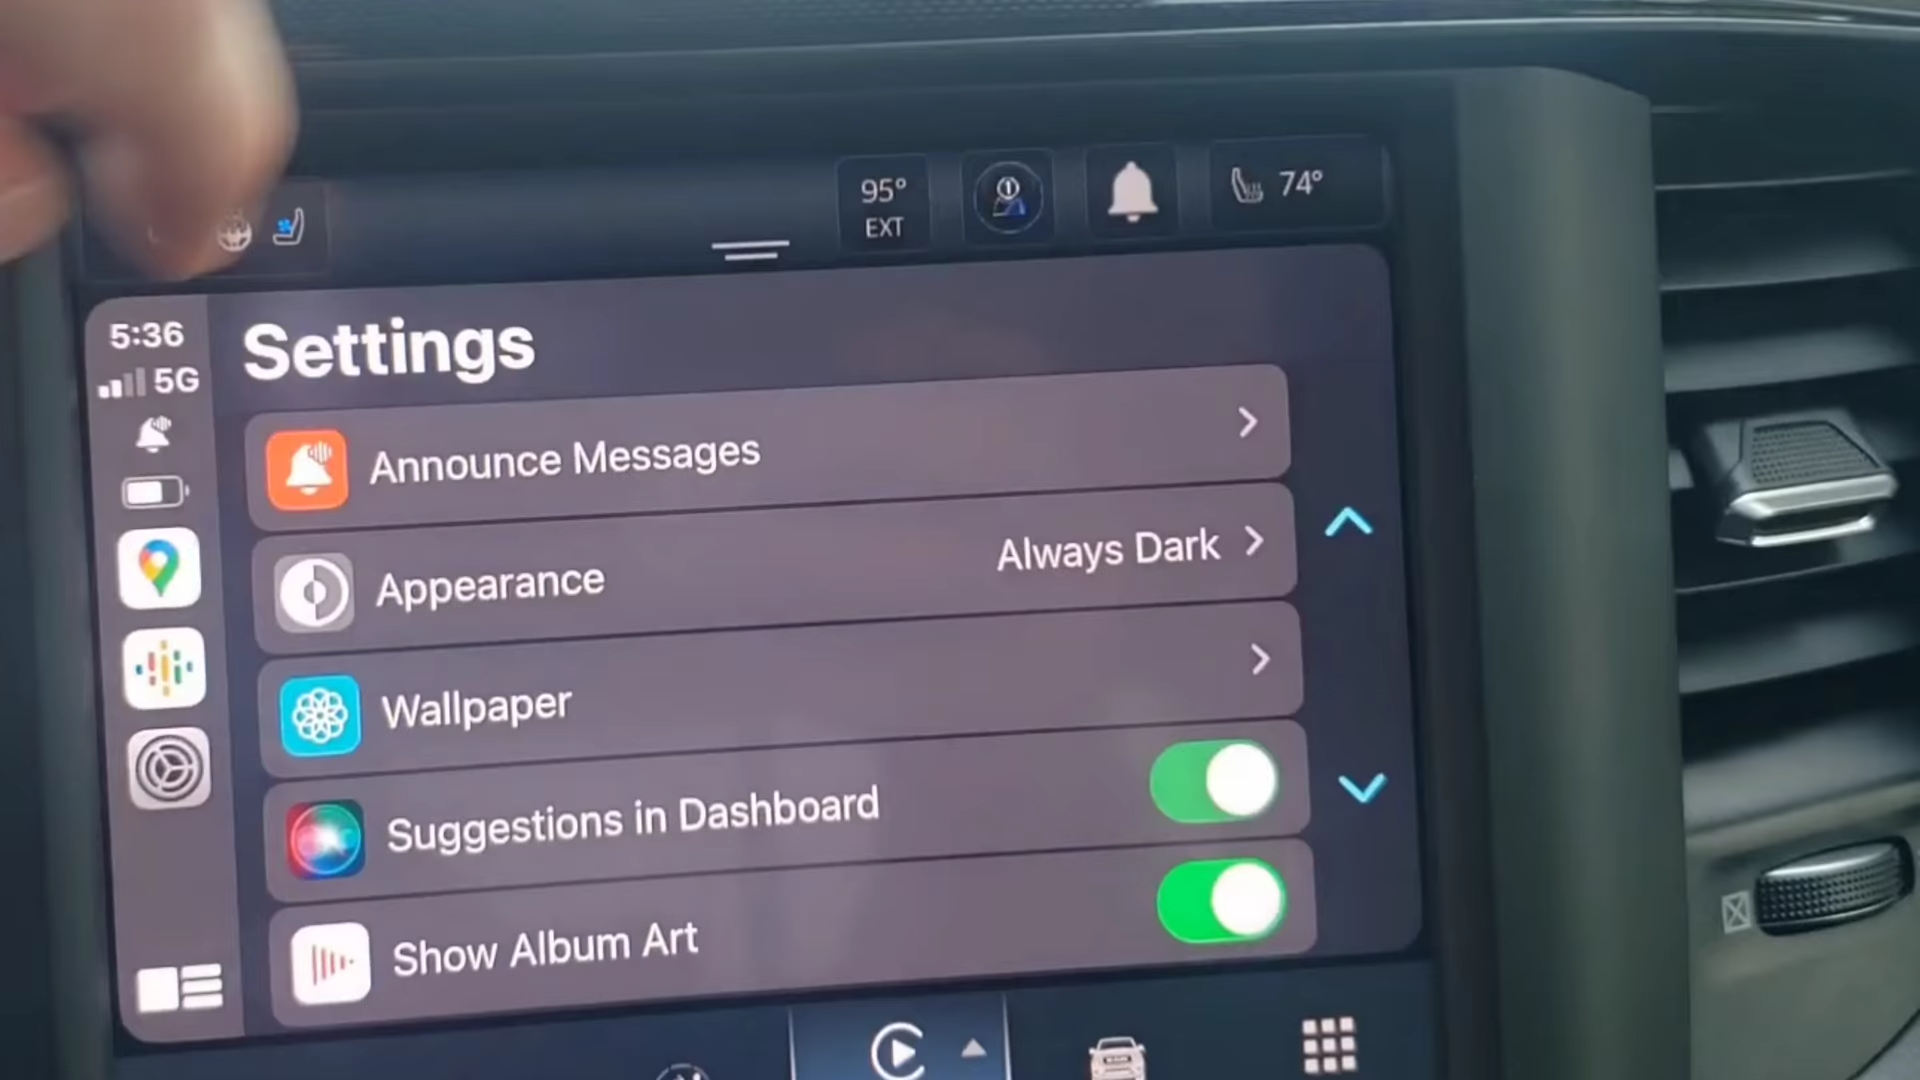 95°
EXT
74°
5:36
5G
Settings
Announce Messages
Appearance
Always Dark
Wallpaper
Suggestions in Dashboard
Show Album Art